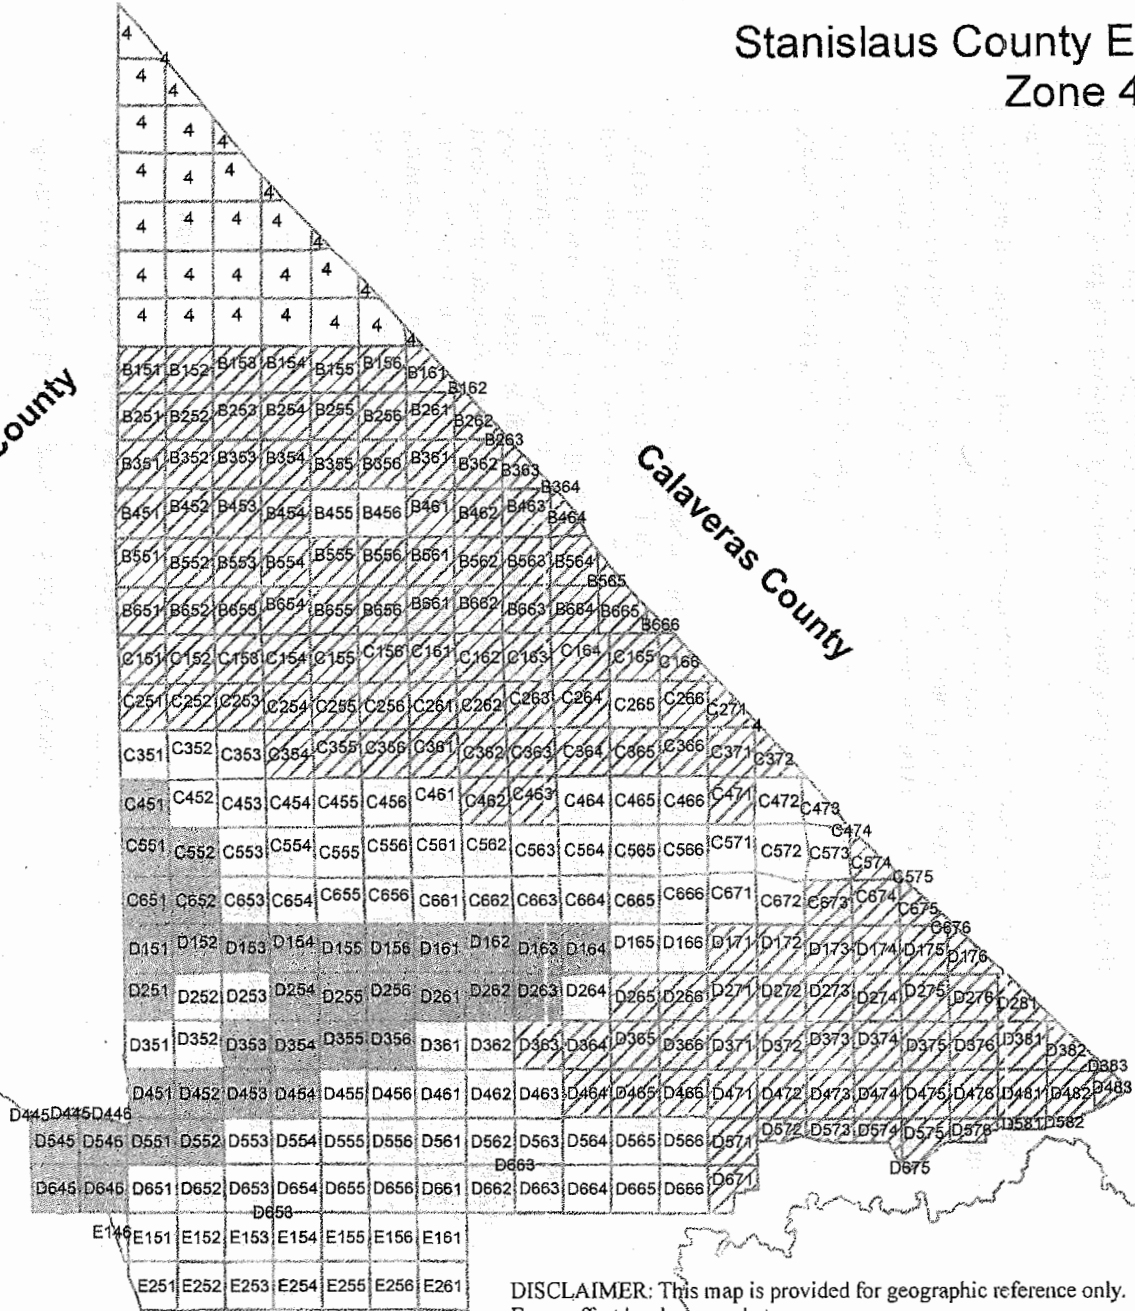 Stanislaus County E
Zone 4
4
4
4
4 4
4 4 4
4 4 4 4
4 4 4 4 4
4 4 4 4 4 4
4 4 4 4 4 4 4
B151 B152 B153 B154 B155 B156 B161 B162
County
B251 B252 B253 B254 B255 B256 B261 B262 B263
B351 B352 B353 B354 B355 B356 B361 B362 B363 B364
Calaveras County
B451 B452 B453 B454 B455 B456 B461 B462 B463 B464
B551 B552 B553 B554 B555 B556 B561 B562 B563 B564 B565
B651 B652 B653 B654 B655 B656 B661 B662 B663 B664 B665 B666
C151 C152 C153 C154 C155 C156 C161 C162 C163 C164 C165 C166
C251 C252 C253 C254 C255 C256 C261 C262 C263 C264 C265 C266 C271 4
C351 C352 C353 C354 C355 C356 C361 C362 C363 C364 C365 C366 C371 C372
C451 C452 C453 C454 C455 C456 C461 C462 C463 C464 C465 C466 C471 C472 C473 C474
C551 C552 C553 C554 C555 C556 C561 C562 C563 C564 C565 C566 C571 C572 C573 C574 C575
C651 C652 C653 C654 C655 C656 C661 C662 C663 C664 C665 C666 C671 C672 C673 C674 C675 C676
D151 D152 D153 D154 D155 D156 D161 D162 D163 D164 D165 D166 D171 D172 D173 D174 D175 D176
D251 D252 D253 D254 D255 D256 D261 D262 D263 D264 D265 D266 D271 D272 D273 D274 D275 D276 D281
D351 D352 D353 D354 D355 D356 D361 D362 D363 D364 D365 D366 D371 D372 D373 D374 D375 D376 D381 D382 D383
D451 D452 D453 D454 D455 D456 D461 D462 D463 D464 D465 D466 D471 D472 D473 D474 D475 D476 D481 D482 D483
D445 D445 D446
D545 D546 D551 D552 D553 D554 D555 D556 D561 D562 D563 D564 D565 D566 D571 D572 D573 D574 D575 D576 D581 D582
D663 D675
D645 D646 D651 D652 D653 D654 D655 D656 D661 D662 D663 D664 D665 D666 D671
D653
E146 E151 E152 E153 E154 E155 E156 E161
E251 E252 E253 E254 E255 E256 E261
DISCLAIMER: This map is provided for geographic reference only.